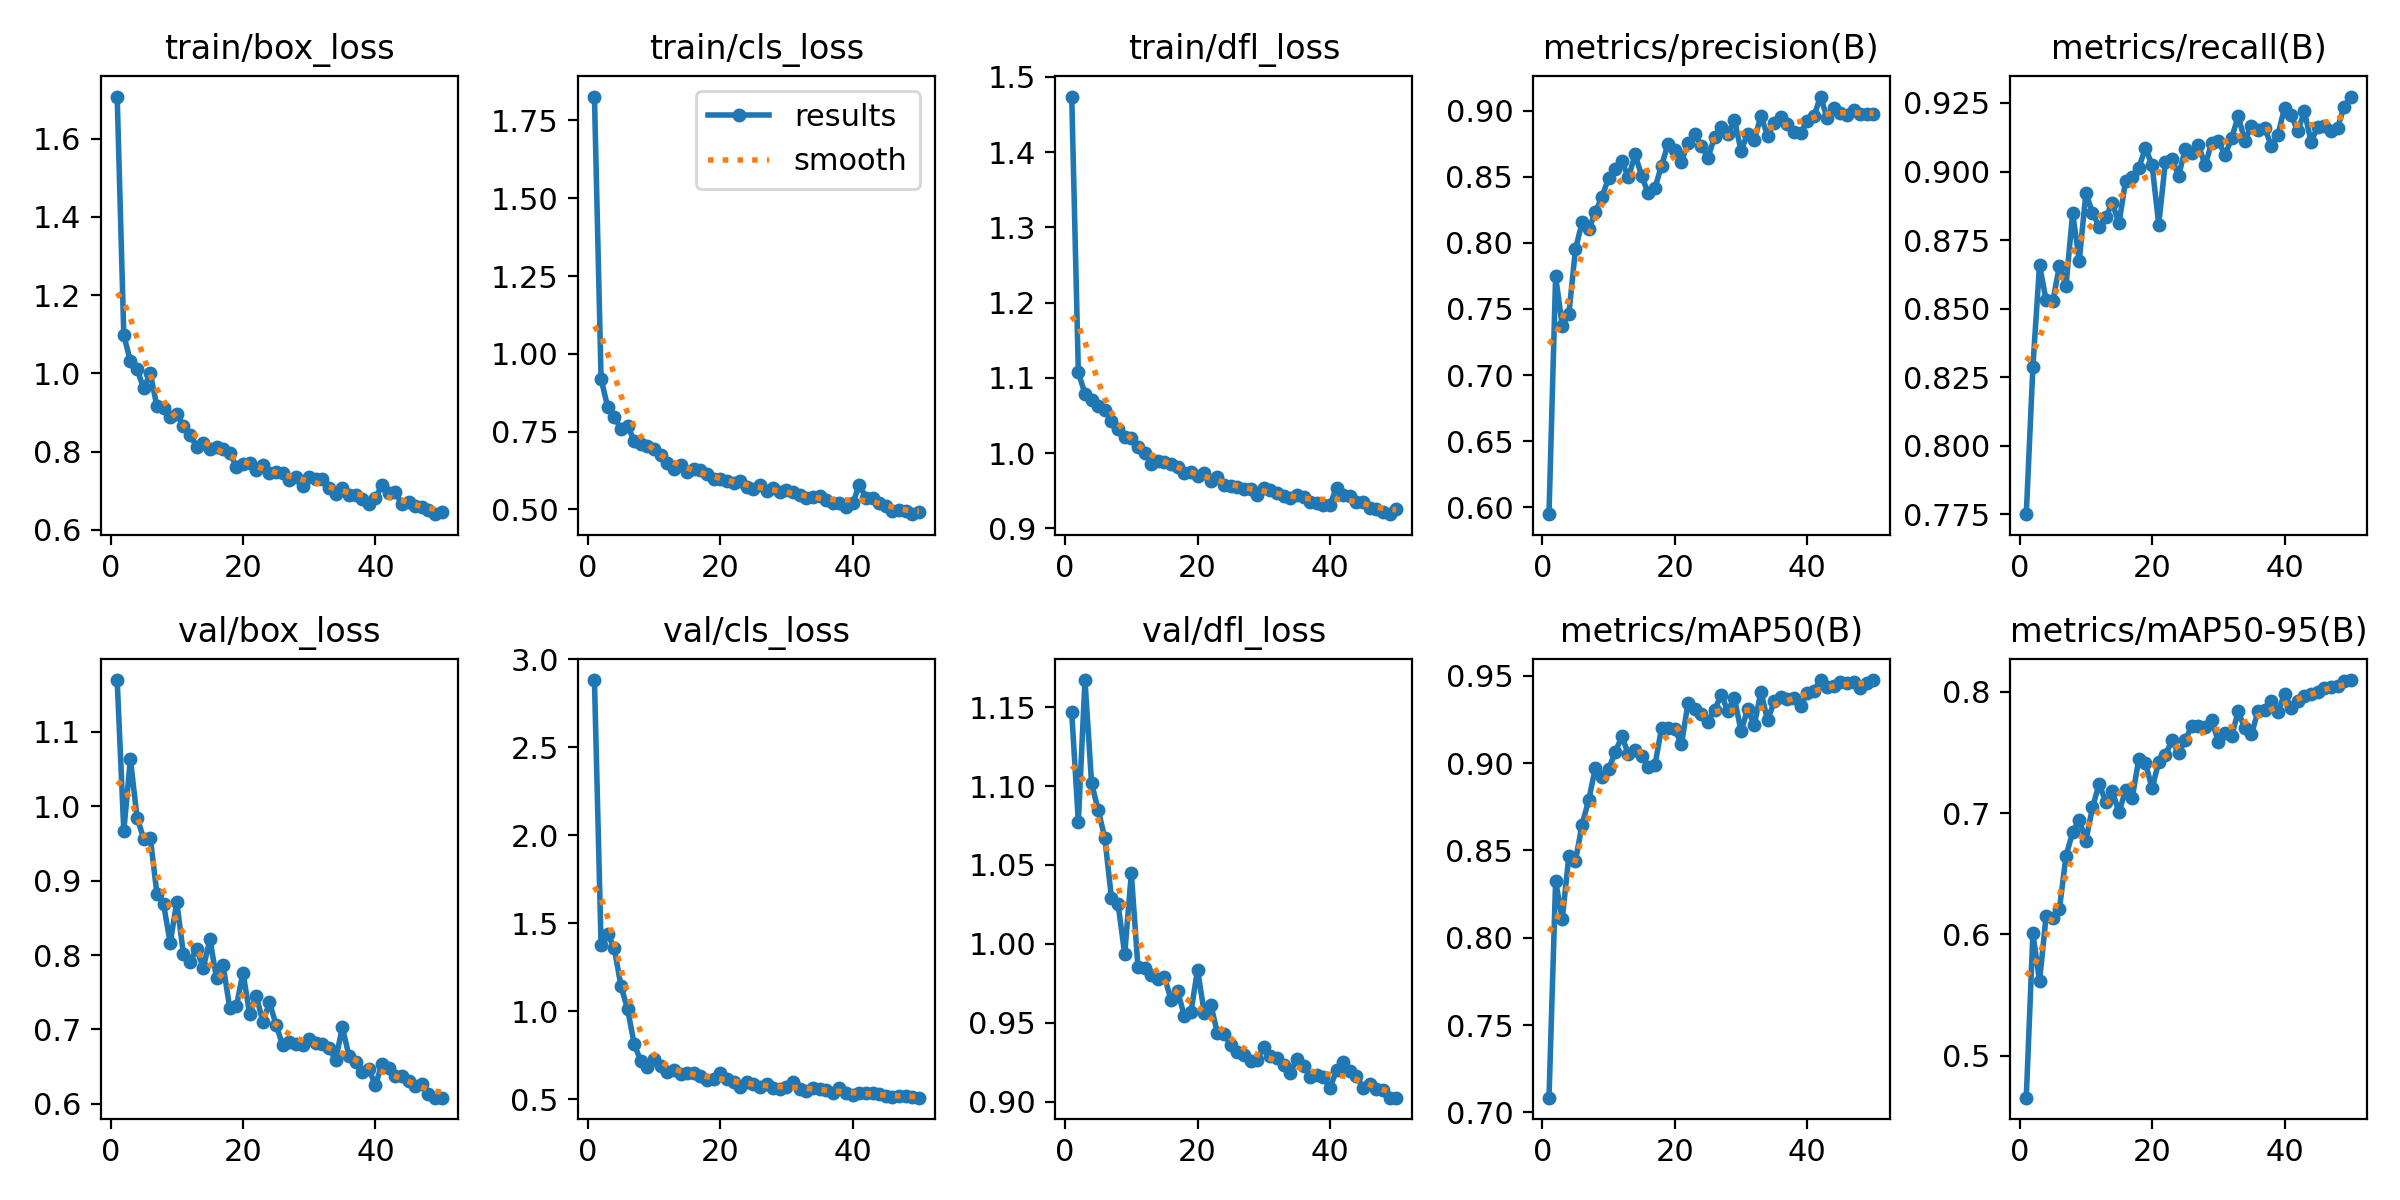 train/box_loss
1.6
1.4
1.2
1.0
0.8
0.6
0 20 40
train/cls_loss
results
smooth
1.75
1.50
1.25
1.00
0.75
0.50
0 20 40
train/dfl_loss
1.5
1.4
1.3
1.2
1.1
1.0
0.9
0 20 40
metrics/precision(B)
0.90
0.85
0.80
0.75
0.70
0.65
0.60
0 20 40
metrics/recall(B)
0.925
0.900
0.875
0.850
0.825
0.800
0.775
0 20 40
val/box_loss
1.1
1.0
0.9
0.8
0.7
0.6
0 20 40
val/cls_loss
3.0
2.5
2.0
1.5
1.0
0.5
0 20 40
val/dfl_loss
1.15
1.10
1.05
1.00
0.95
0.90
0 20 40
metrics/mAP50(B)
0.95
0.90
0.85
0.80
0.75
0.70
0 20 40
metrics/mAP50-95(B)
0.8
0.7
0.6
0.5
0 20 40